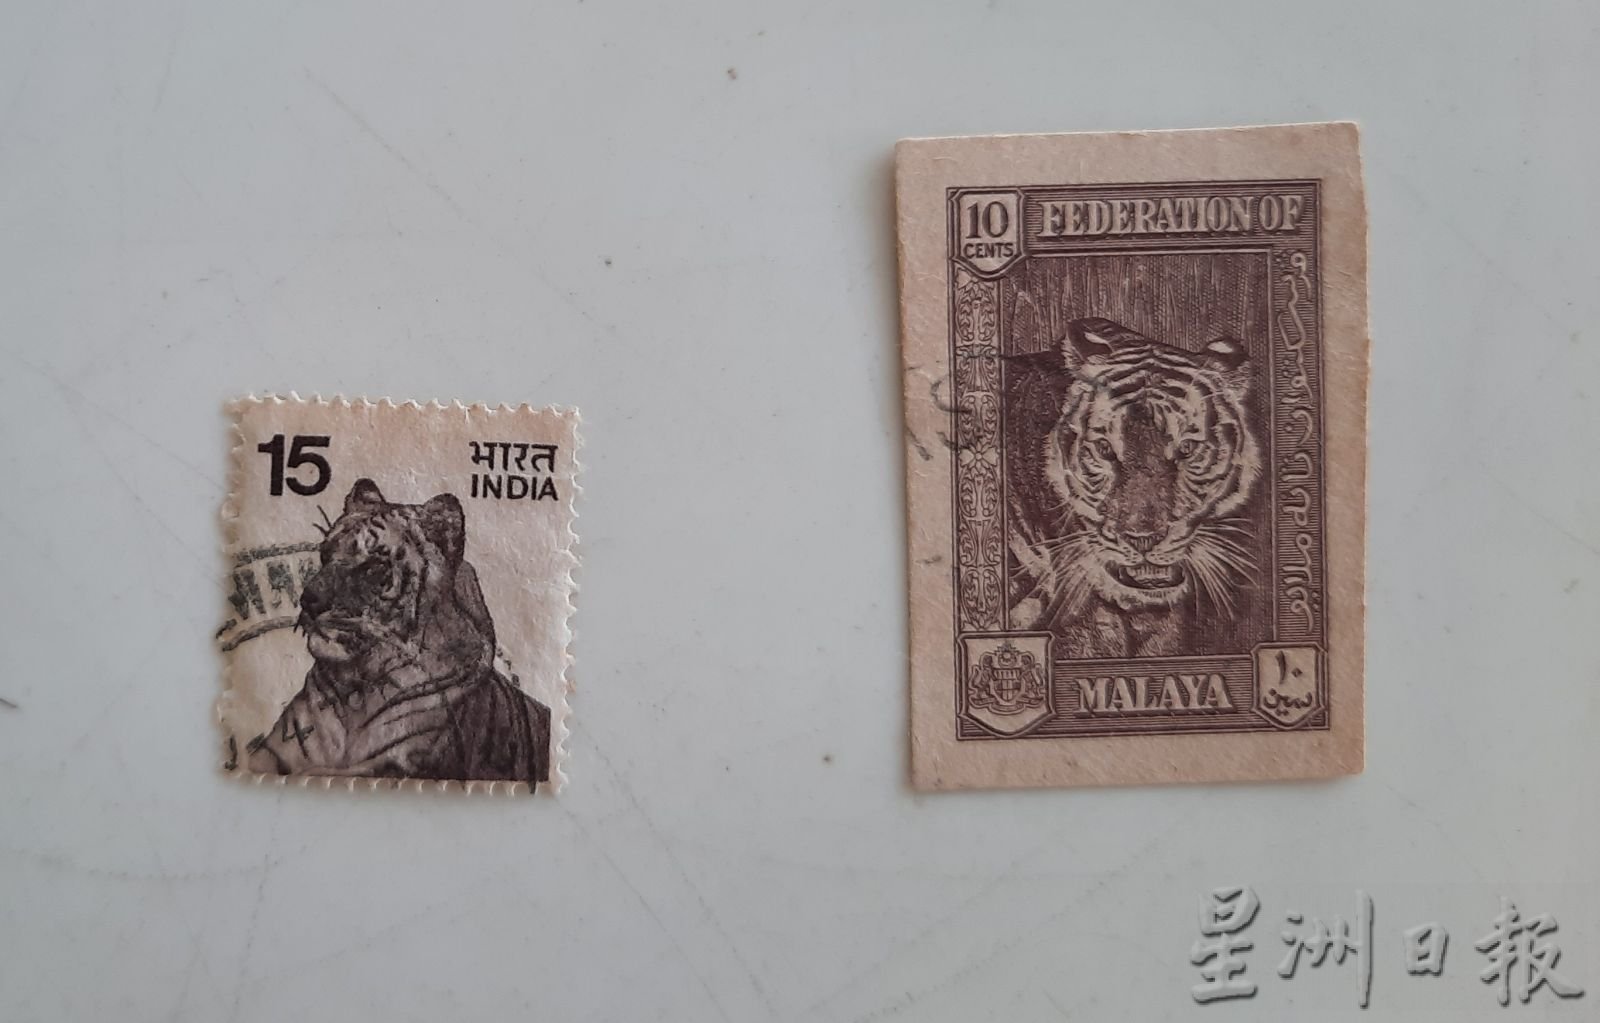 15
भारत
INDIA
10
CENTS
FEDERATION OF
MALAYA
١٠
سين
星洲日報